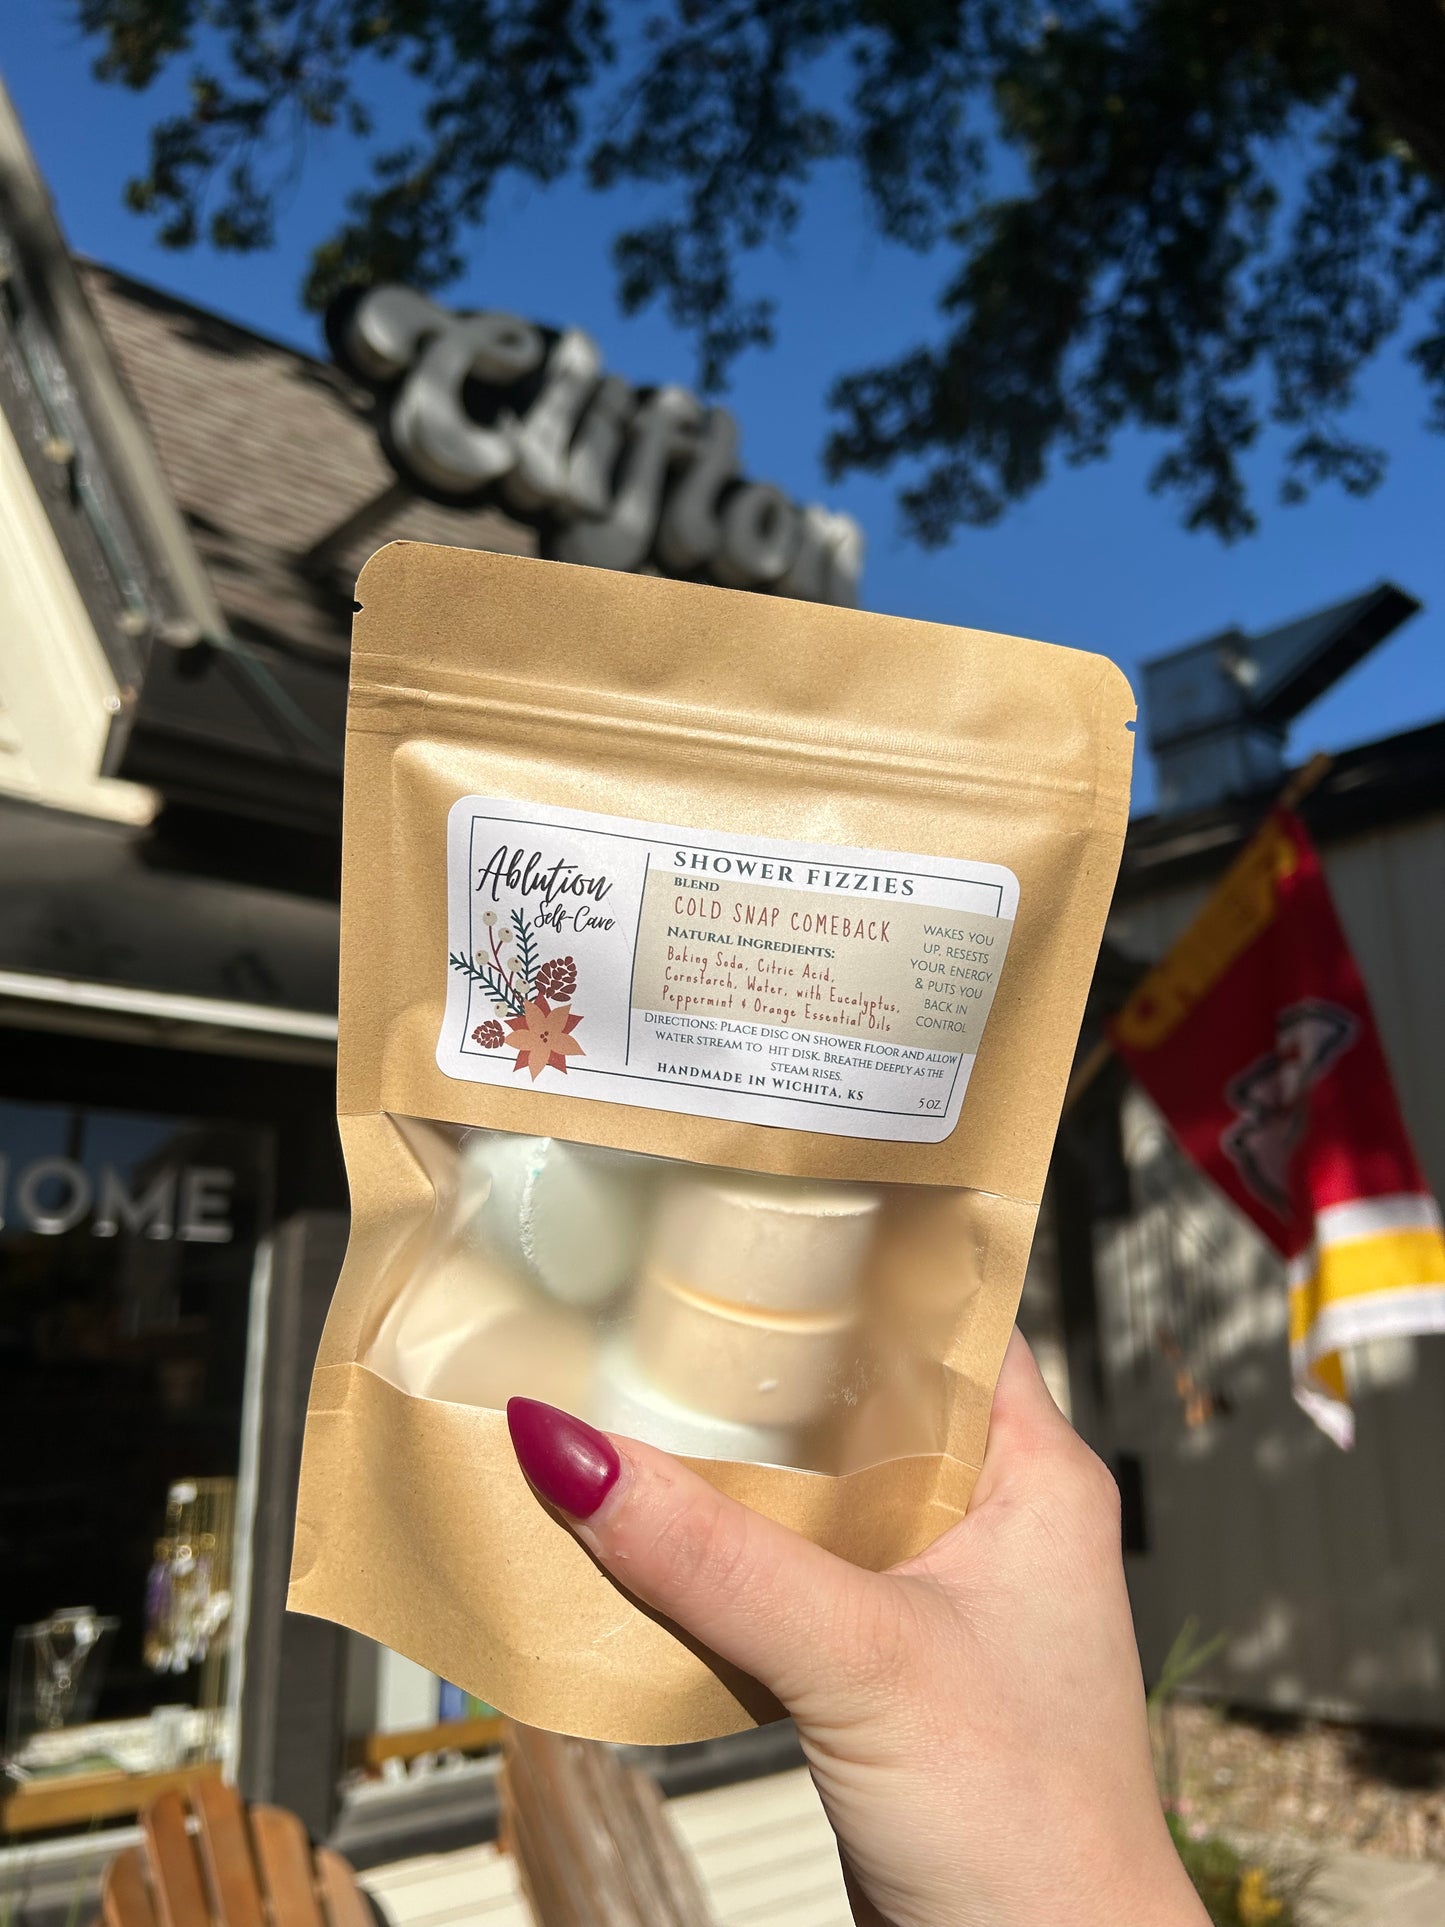 Clifton
Ablution
Self-Care
SHOWER FIZZIES
BLEND
COLD SNAP COMEBACK
NATURAL INGREDIENTS:
Baking Soda, Citric Acid,
Cornstarch, Water, with Eucalyptus,
Peppermint & Orange Essential Oils
WAKES YOU
UP, RESESTS
YOUR ENERGY,
& PUTS YOU
BACK IN
CONTROL
DIRECTIONS: PLACE DISC ON SHOWER FLOOR AND ALLOW
WATER STREAM TO HIT DISK. BREATHE DEEPLY AS THE
STEAM RISES.
HANDMADE IN WICHITA, KS
5 OZ.
HOME